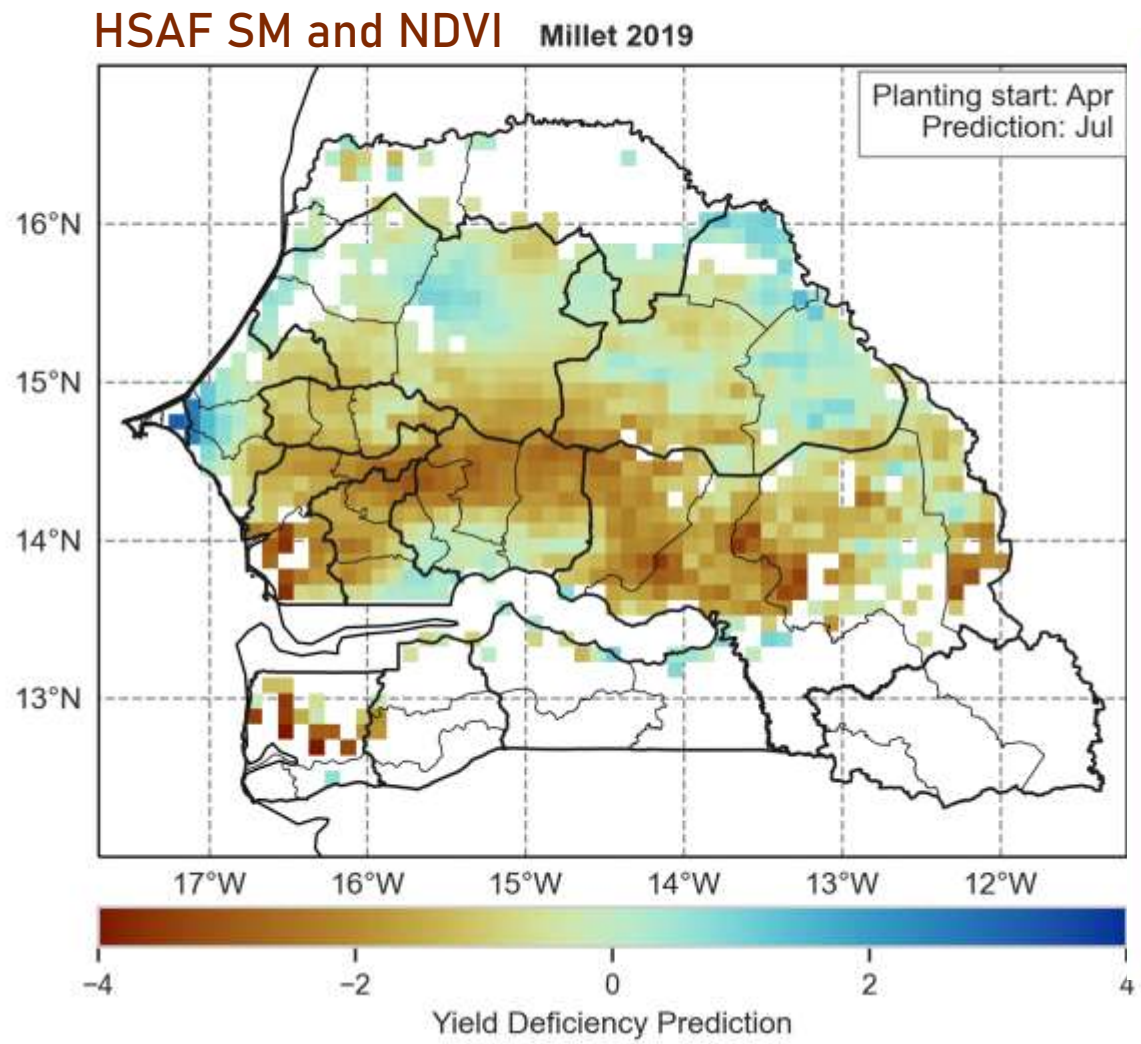 HSAF SM and NDVI
Millet 2019
Planting start: Apr
Prediction: Jul
16°N
15°N
14°N
13°N
17°W
16°W
15°W
14°W
13°W
12°W
−4
−2
0
2
4
Yield Deficiency Prediction